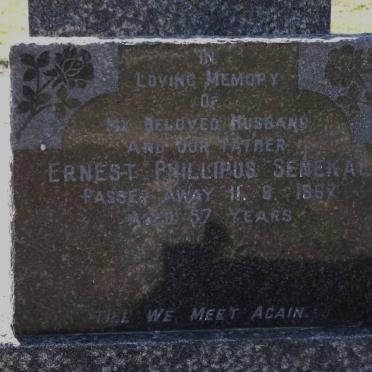 IN
LOVING MEMORY
OF
MY BELOVED HUSBAND
AND OUR FATHER
ERNEST PHILLIPUS SENEKAL
PASSED AWAY 11. 8. 1967
AGED 57 YEARS
TILL WE MEET AGAIN.